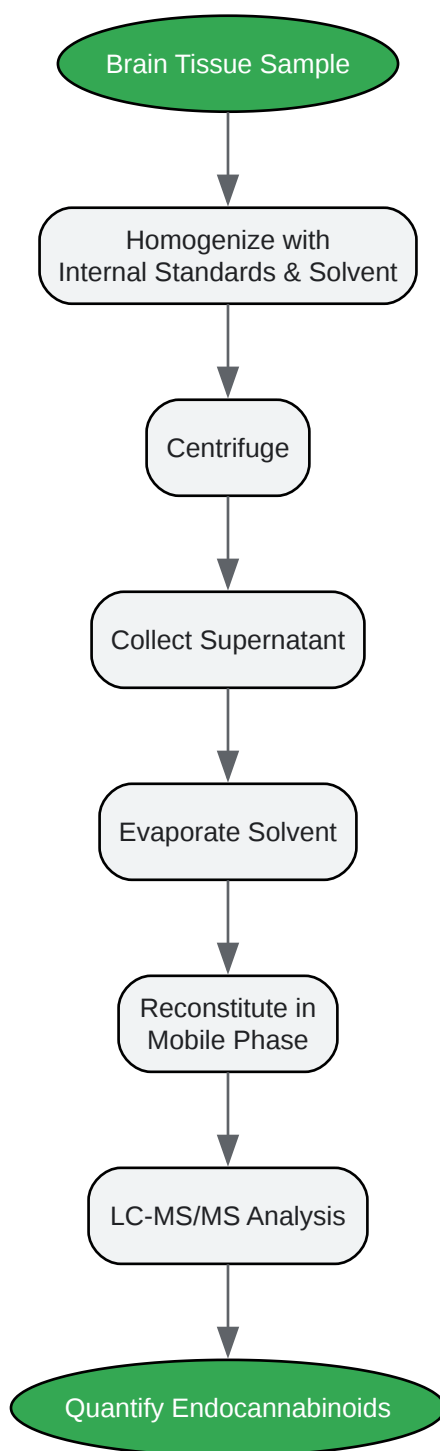 Brain Tissue Sample
Homogenize with
Internal Standards & Solvent
Centrifuge
Collect Supernatant
Evaporate Solvent
Reconstitute in
Mobile Phase
LC-MS/MS Analysis
Quantify Endocannabinoids